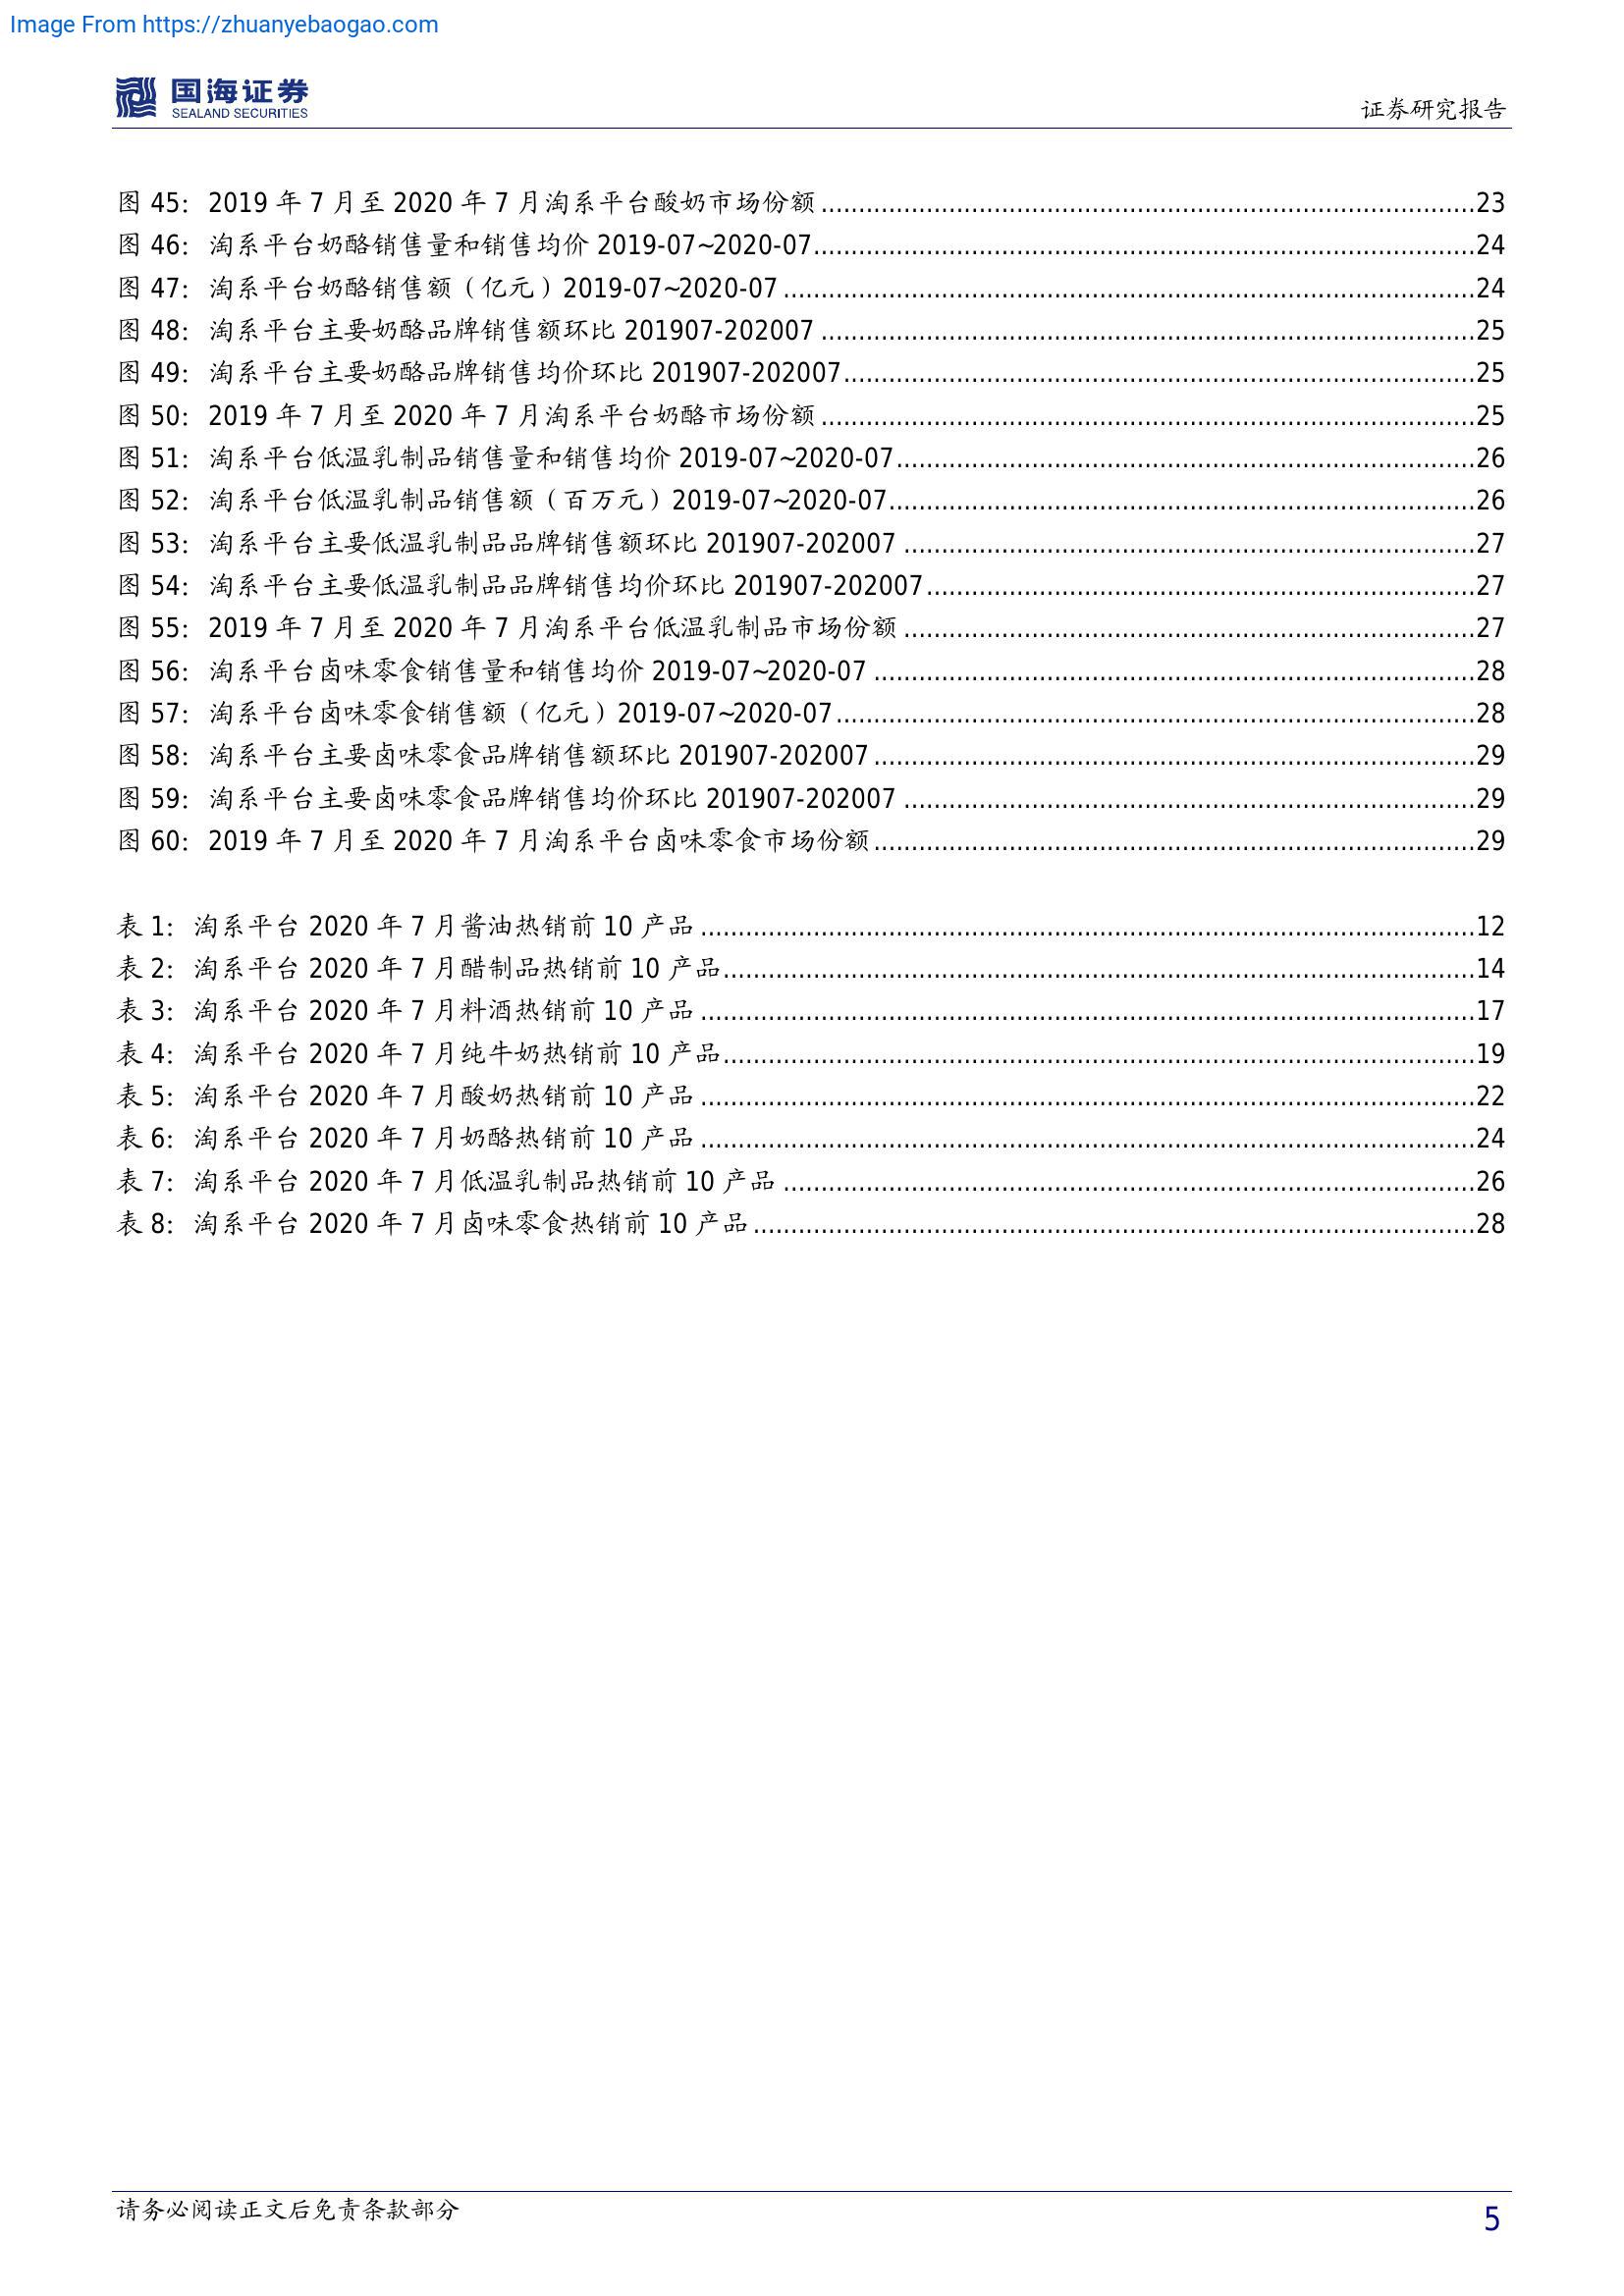 Image From https://zhuanyebaogao.com
国海证券
SEALAND SECURITIES
证券研究报告
图 45: 2019 年 7 月至 2020 年 7 月淘系平台酸奶市场份额........................................23
图 46: 淘系平台奶酪销售量和销售均价 2019-07~2020-07........................................24
图 47: 淘系平台奶酪销售额（亿元）2019-07~2020-07........................................24
图 48: 淘系平台主要奶酪品牌销售额环比 201907-202007........................................25
图 49: 淘系平台主要奶酪品牌销售均价环比 201907-202007........................................25
图 50: 2019 年 7 月至 2020 年 7 月淘系平台奶酪市场份额........................................25
图 51: 淘系平台低温乳制品销售量和销售均价 2019-07~2020-07........................................26
图 52: 淘系平台低温乳制品销售额（百万元）2019-07~2020-07........................................26
图 53: 淘系平台主要低温乳制品品牌销售额环比 201907-202007........................................27
图 54: 淘系平台主要低温乳制品品牌销售均价环比 201907-202007........................................27
图 55: 2019 年 7 月至 2020 年 7 月淘系平台低温乳制品市场份额........................................27
图 56: 淘系平台卤味零食销售量和销售均价 2019-07~2020-07........................................28
图 57: 淘系平台卤味零食销售额（亿元）2019-07~2020-07........................................28
图 58: 淘系平台主要卤味零食品牌销售额环比 201907-202007........................................29
图 59: 淘系平台主要卤味零食品牌销售均价环比 201907-202007........................................29
图 60: 2019 年 7 月至 2020 年 7 月淘系平台卤味零食市场份额........................................29
表 1: 淘系平台 2020 年 7 月酱油热销前 10 产品........................................12
表 2: 淘系平台 2020 年 7 月醋制品热销前 10 产品........................................14
表 3: 淘系平台 2020 年 7 月料酒热销前 10 产品........................................17
表 4: 淘系平台 2020 年 7 月纯牛奶热销前 10 产品........................................19
表 5: 淘系平台 2020 年 7 月酸奶热销前 10 产品........................................22
表 6: 淘系平台 2020 年 7 月奶酪热销前 10 产品........................................24
表 7: 淘系平台 2020 年 7 月低温乳制品热销前 10 产品........................................26
表 8: 淘系平台 2020 年 7 月卤味零食热销前 10 产品........................................28
请务必阅读正文后免责条款部分
5